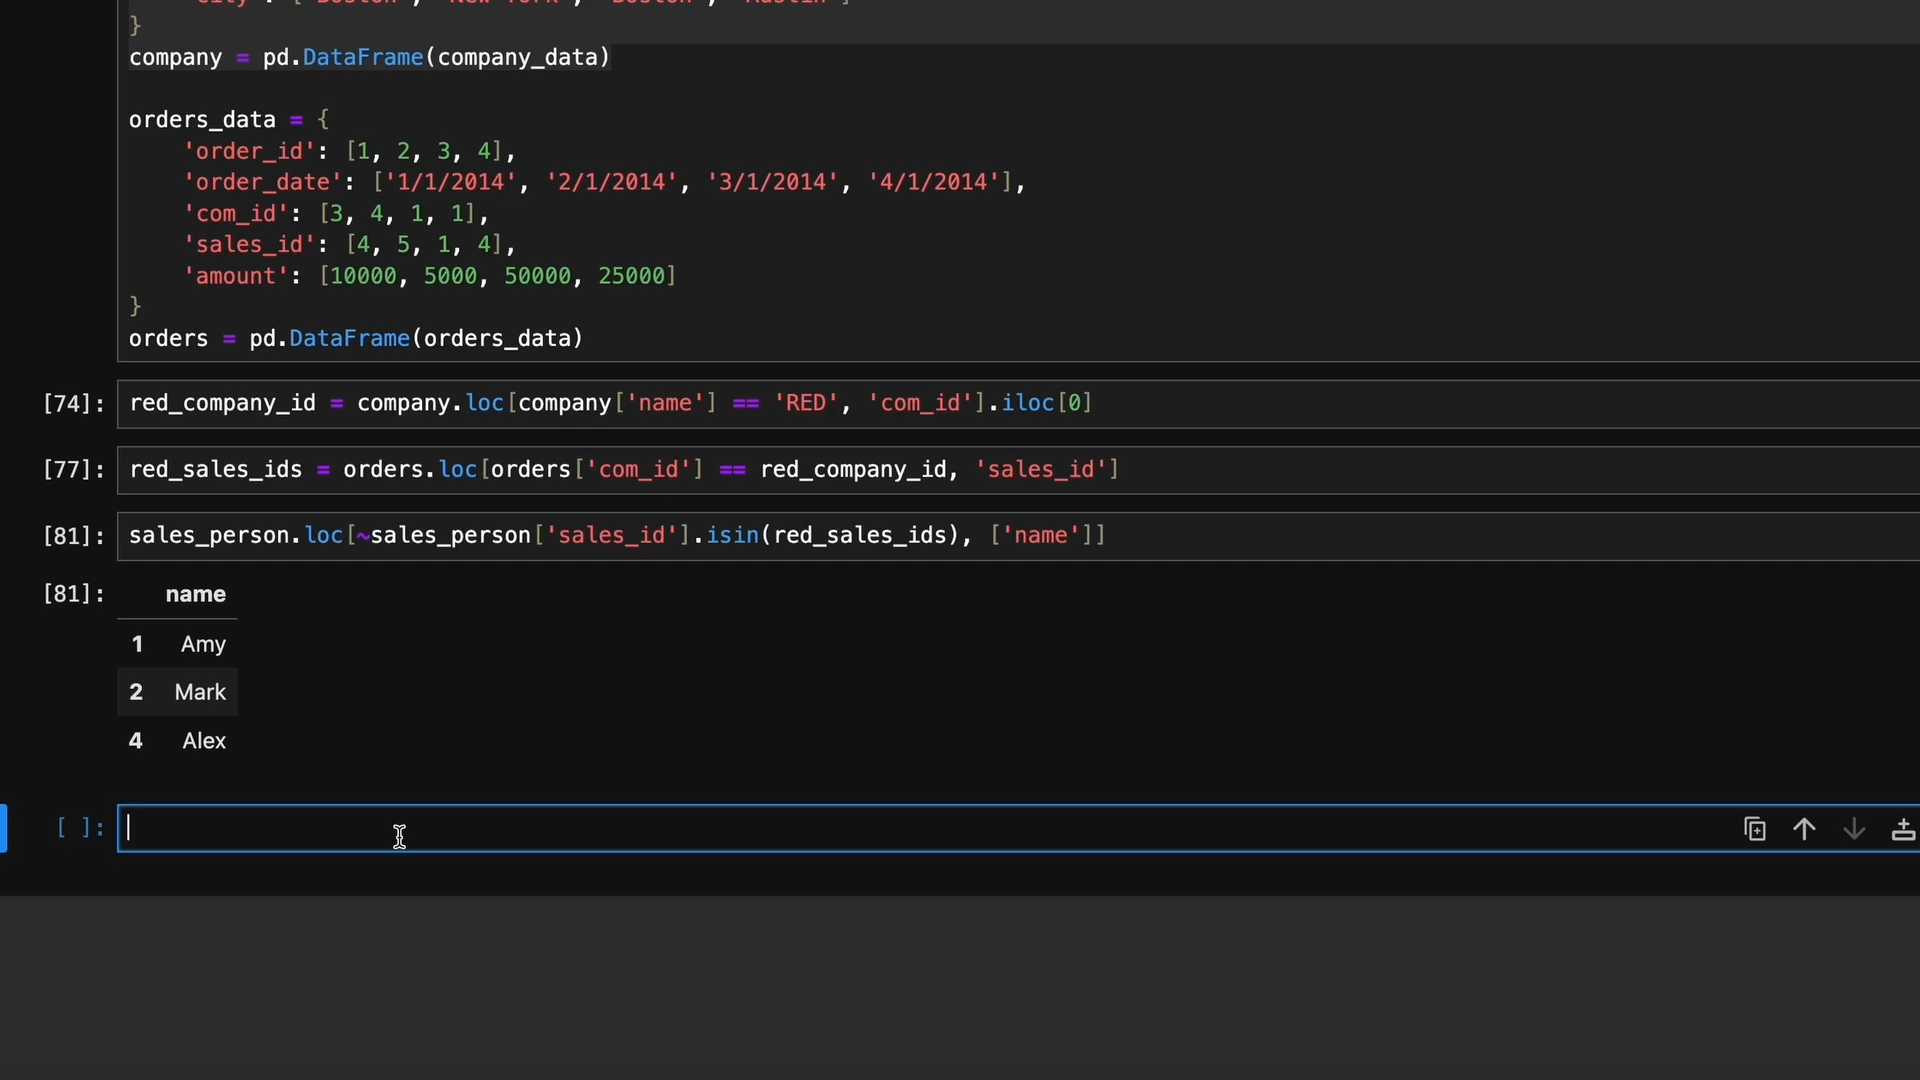 company = pd.DataFrame(company_data)
orders_data = {
'order_id': [1, 2, 3, 4],
'order_date': ['1/1/2014', '2/1/2014', '3/1/2014', '4/1/2014'],
'com_id': [3, 4, 1, 1],
'sales_id': [4, 5, 1, 4],
'amount': [10000, 5000, 50000, 25000]
}
orders = pd.DataFrame(orders_data)
[74]: red_company_id = company.loc[company['name'] == 'RED', 'com_id'].iloc[0]
[77]: red_sales_ids = orders.loc[orders['com_id'] == red_company_id, 'sales_id']
[81]: sales_person.loc[~sales_person['sales_id'].isin(red_sales_ids), ['name']]
[81]: name
1 Amy
2 Mark
4 Alex
[ ]: